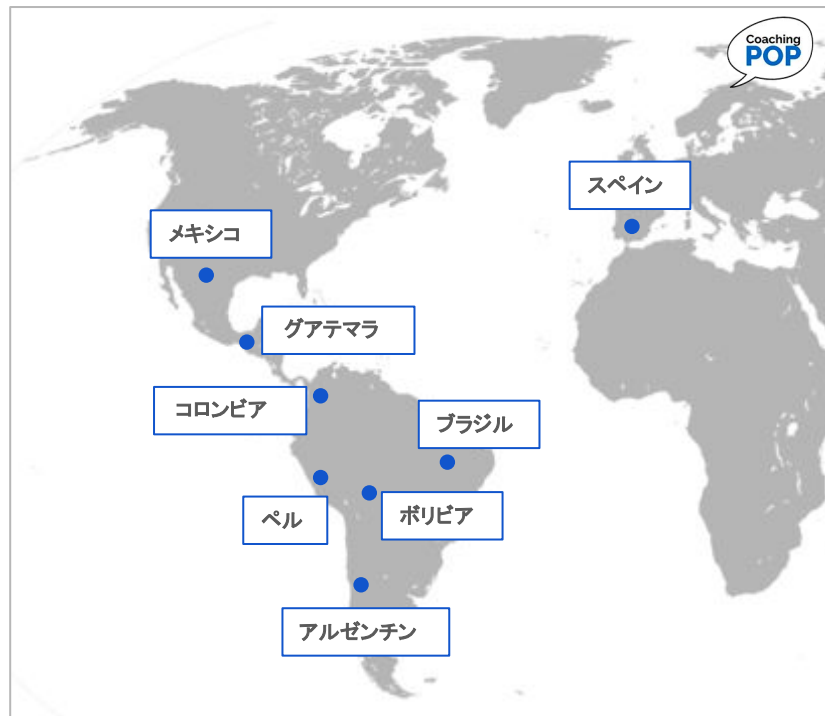 Coaching
POP
スペイン
メキシコ
グアテマラ
コロンビア
ブラジル
ペル
ボリビア
アルゼンチン